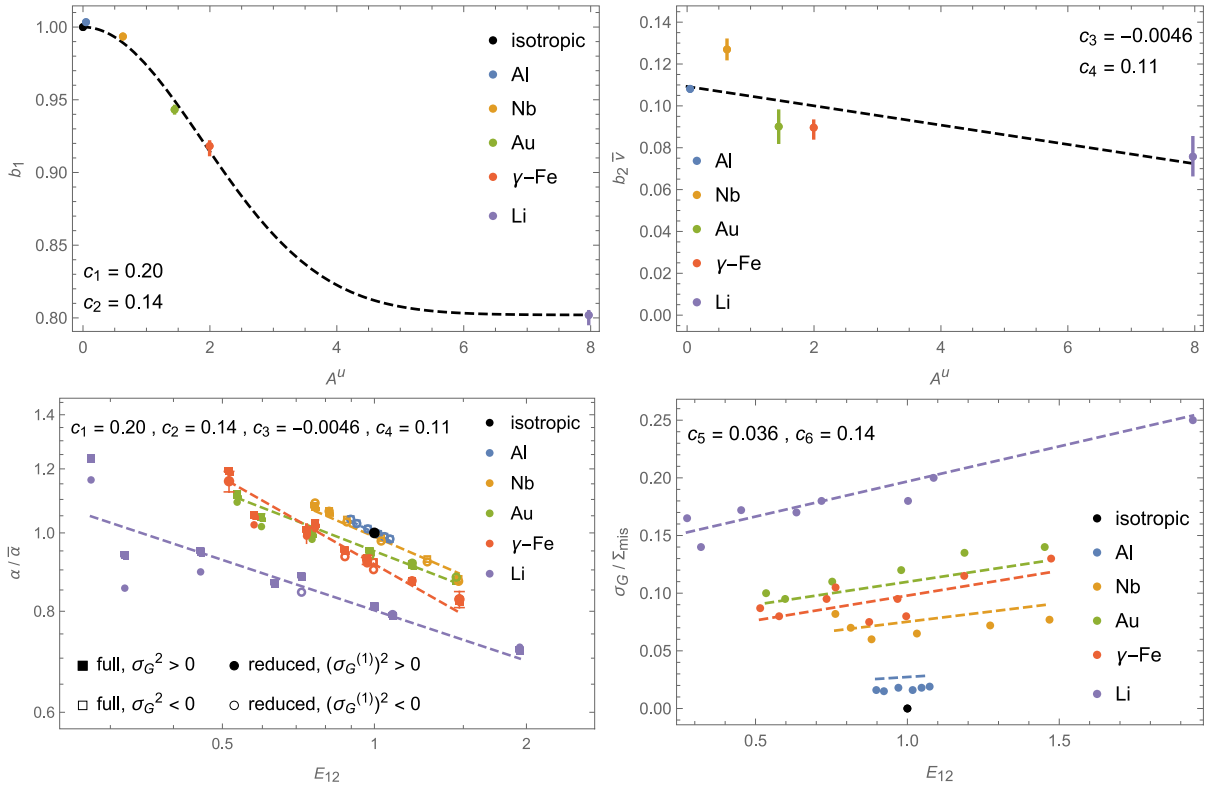 1.00
0.95
0.90
0.85
0.80
b₁
0 2 4 6 8
Aᵘ
isotropic
Al
Nb
Au
γ−Fe
Li
c₁ = 0.20
c₂ = 0.14
0.14
0.12
0.10
0.08
0.06
0.04
0.02
0.00
b₂ v̅
0 2 4 6 8
Aᵘ
c₃ = −0.0046
c₄ = 0.11
Al
Nb
Au
γ−Fe
Li
1.4
1.2
1.0
0.8
0.6
α / α̅
0.5 1 2
E₁₂
c₁ = 0.20 , c₂ = 0.14 , c₃ = −0.0046 , c₄ = 0.11
isotropic
Al
Nb
Au
γ−Fe
Li
full, σ_G² > 0 reduced, (σ_G⁽¹⁾)² > 0
full, σ_G² < 0 reduced, (σ_G⁽¹⁾)² < 0
0.25
0.20
0.15
0.10
0.05
0.00
σ_G / Σ_mis
0.5 1.0 1.5
E₁₂
c₅ = 0.036 , c₆ = 0.14
isotropic
Al
Nb
Au
γ−Fe
Li